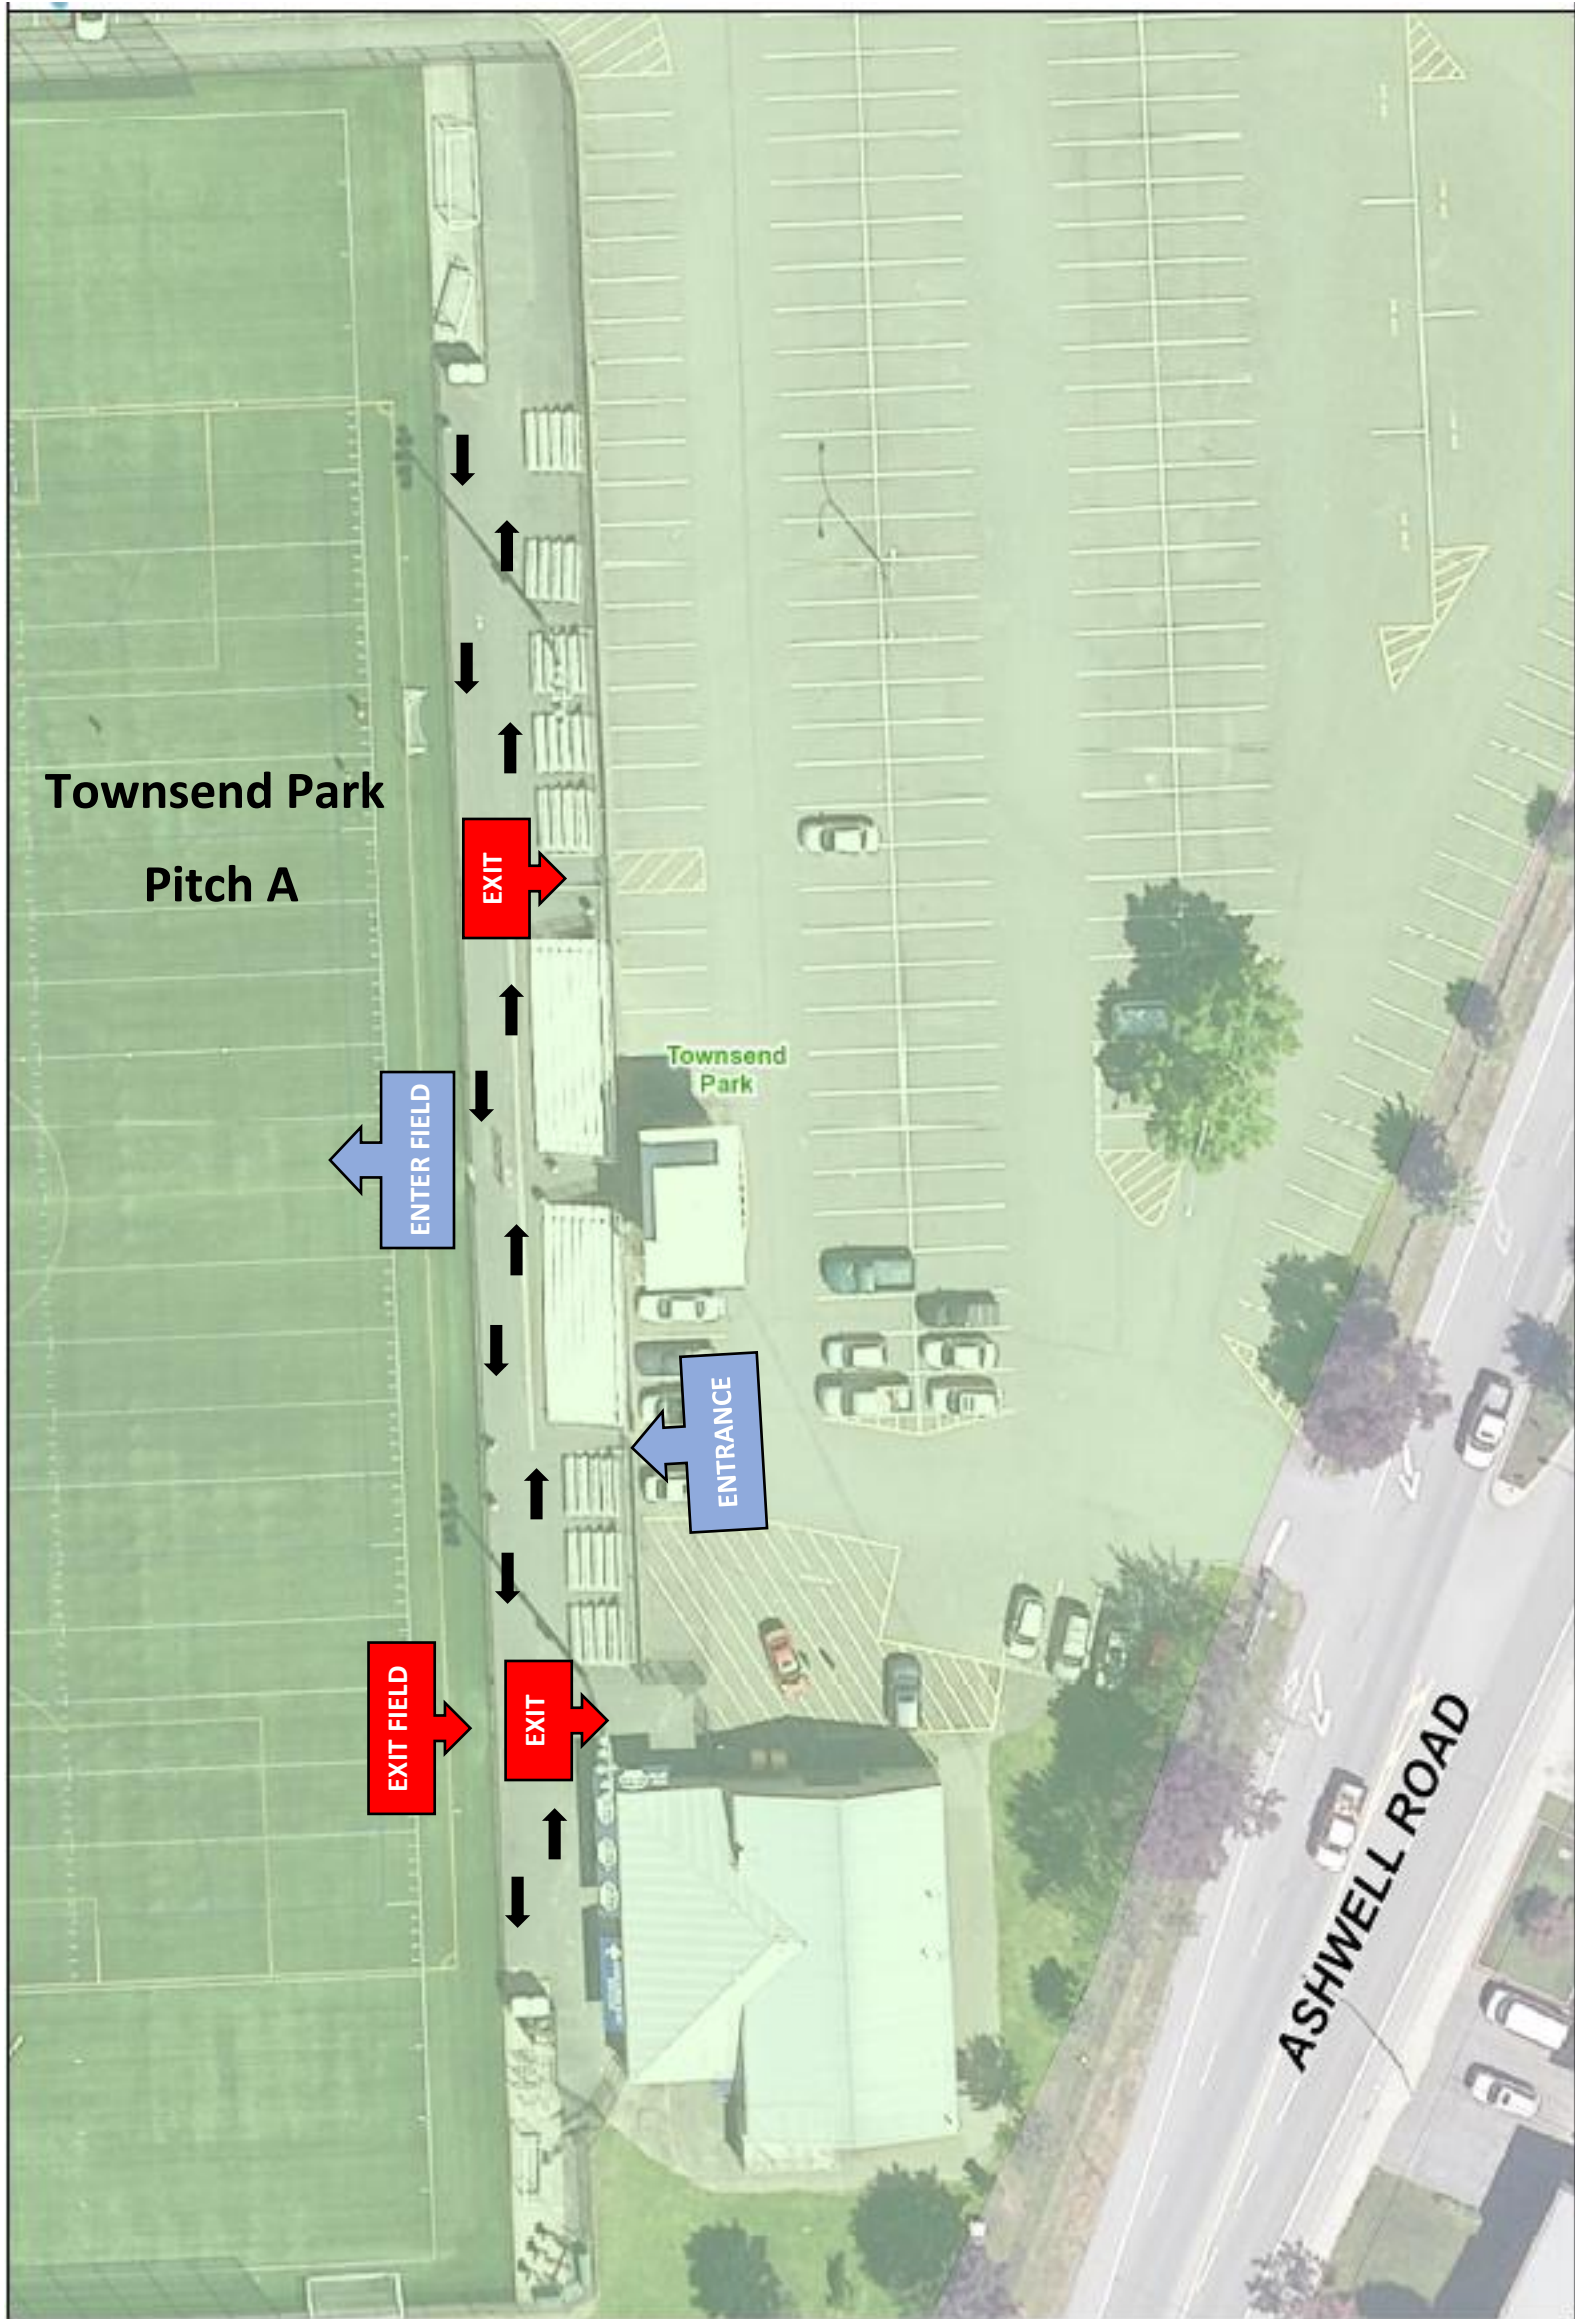 Townsend Park
Pitch A
EXIT
Townsend
Park
ENTER FIELD
ENTRANCE
EXIT FIELD
EXIT
ASHWELL ROAD